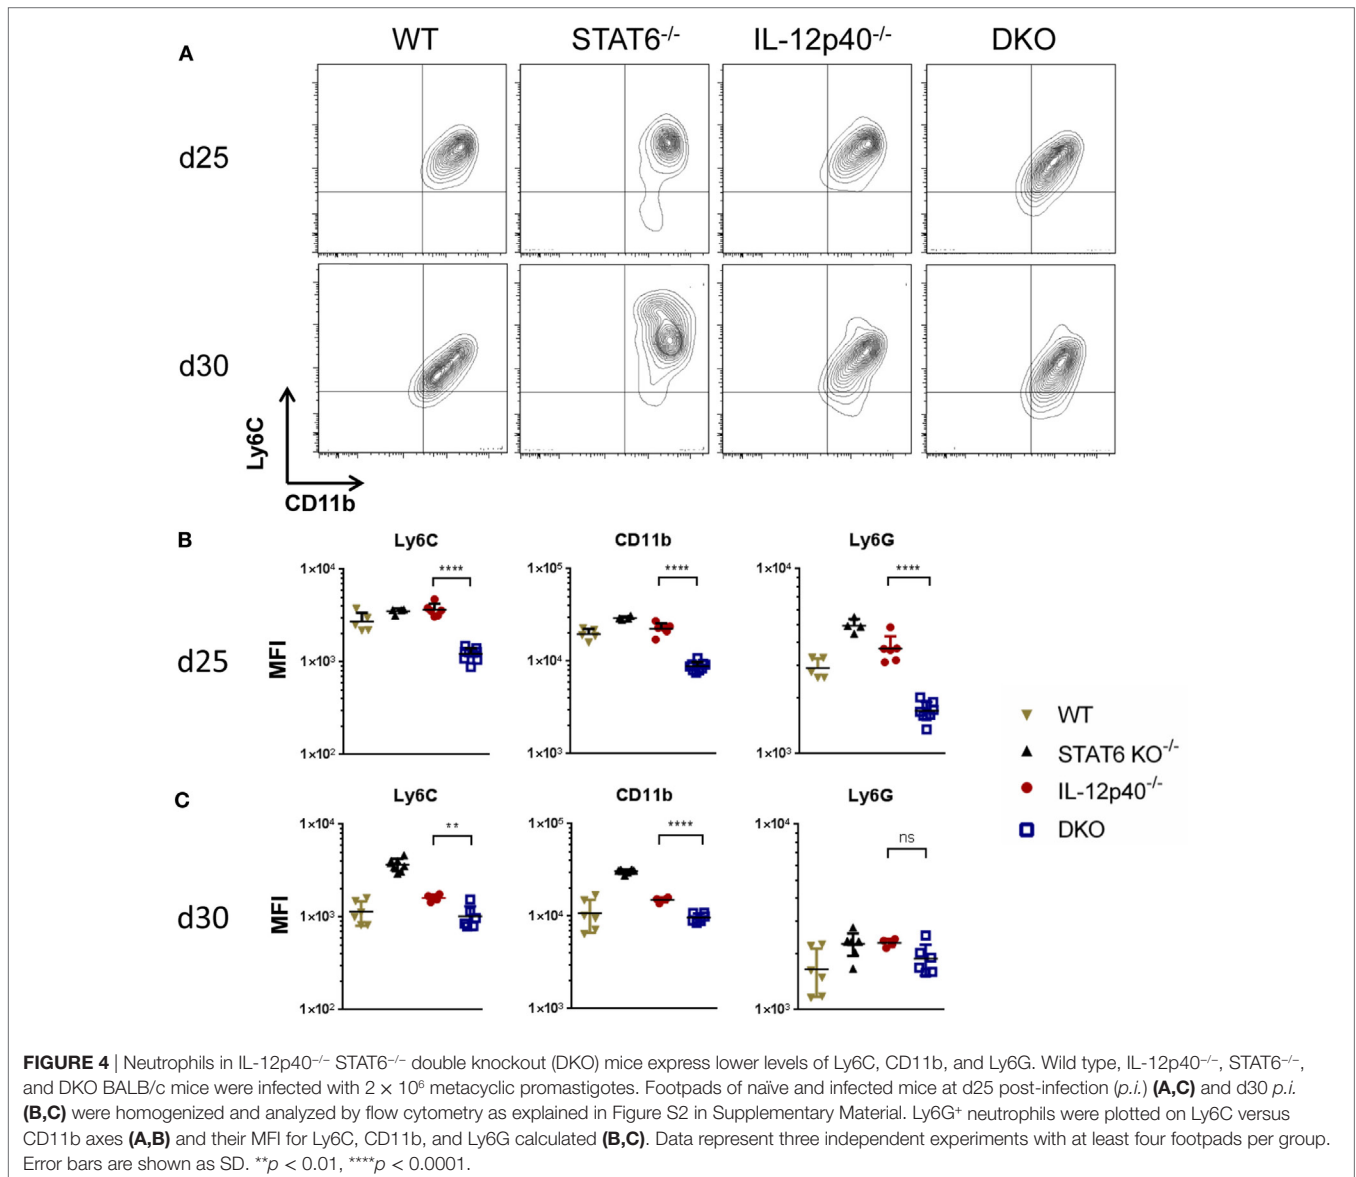 WT STAT6-/- IL-12p40-/- DKO
A
d25
d30
Ly6C
CD11b
B
Ly6C CD11b Ly6G
d25
MFI
1×10⁴ **** 1×10⁵ **** 1×10⁴ ****
1×10³ 1×10⁴
1×10² 1×10³ 1×10³
WT
STAT6 KO-/-
IL-12p40-/-
DKO
C
Ly6C CD11b Ly6G
d30
MFI
1×10⁴ ** 1×10⁵ **** 1×10⁴ ns
1×10³ 1×10⁴
1×10² 1×10³ 1×10³
FIGURE 4 | Neutrophils in IL-12p40−/− STAT6−/− double knockout (DKO) mice express lower levels of Ly6C, CD11b, and Ly6G. Wild type, IL-12p40−/−, STAT6−/−,
and DKO BALB/c mice were infected with 2 × 10⁶ metacyclic promastigotes. Footpads of naïve and infected mice at d25 post-infection (p.i.) (A,C) and d30 p.i.
(B,C) were homogenized and analyzed by flow cytometry as explained in Figure S2 in Supplementary Material. Ly6G⁺ neutrophils were plotted on Ly6C versus
CD11b axes (A,B) and their MFI for Ly6C, CD11b, and Ly6G calculated (B,C). Data represent three independent experiments with at least four footpads per group.
Error bars are shown as SD. **p < 0.01, ****p < 0.0001.